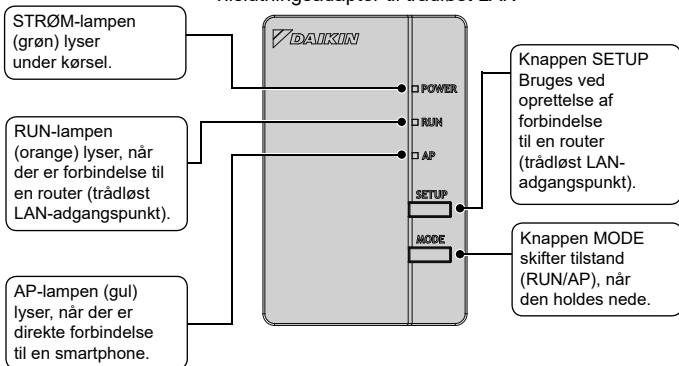 Tilslutningsadapter til trådløst LAN
STRØM-lampen
(grøn) lyser
under kørsel.
RUN-lampen
(orange) lyser, når
der er forbindelse til
en router (trådløst
LAN-adgangspunkt).
AP-lampen (gul)
lyser, når der er
direkte forbindelse
til en smartphone.
DAIKIN
POWER
RUN
AP
SETUP
MODE
Knappen SETUP
Bruges ved
oprettelse af
forbindelse
til en router
(trådløst LAN-
adgangspunkt).
Knappen MODE
skifter tilstand
(RUN/AP), når
den holdes nede.